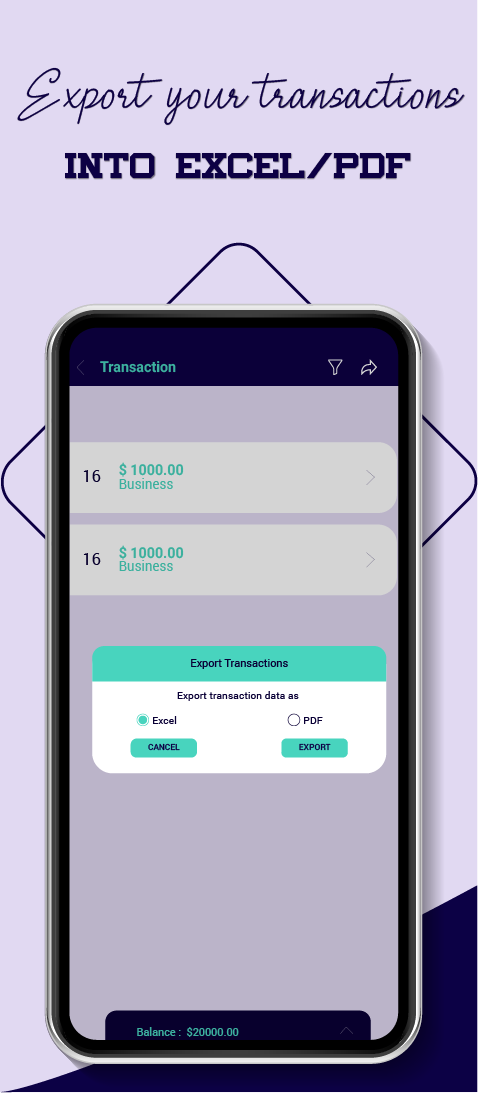 Export your transactions
INTO EXCEL/PDF
Transaction
16
$ 1000.00
Business
16
$ 1000.00
Business
Export Transactions
Export transaction data as
Excel
PDF
CANCEL
EXPORT
Balance : $20000.00